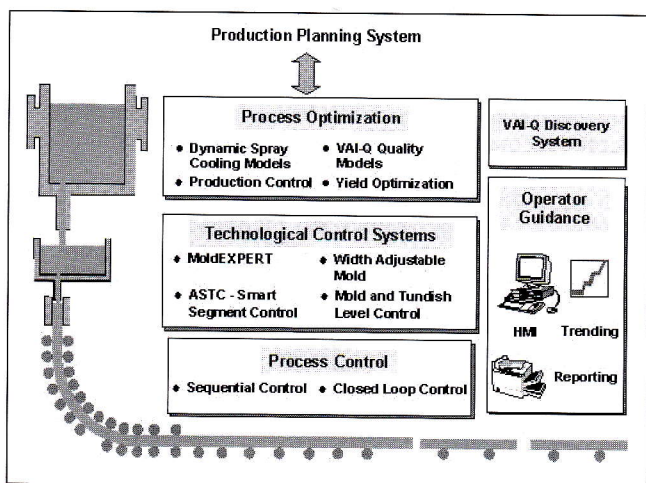 Production Planning System
Process Optimization
● Dynamic Spray
Cooling Models
● VAI-Q Quality
Models
● Production Control
● Yield Optimization
Technological Control Systems
♦ MoldEXPERT
♦ Width Adjustable
Mold
♦ ASTC - Smart
Segment Control
♦ Mold and Tundish
Level Control
Process Control
♦ Sequential Control
♦ Closed Loop Control
VAI-Q Discovery
System
Operator
Guidance
HMI
Trending
Reporting